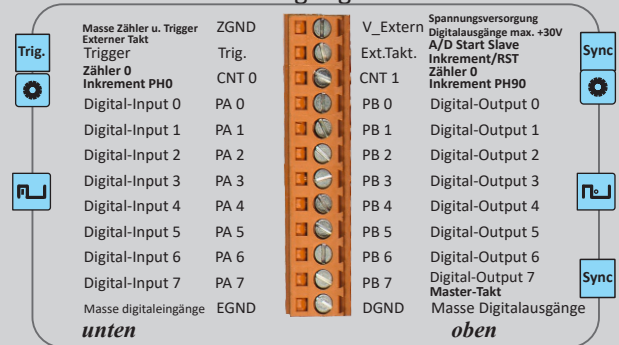 Masse Zähler u. Trigger ZGND V_Extern Spannungsversorgung
Externer Takt Digitalausgänge max. +30V
Trig. Trigger Trig. Ext.Takt. A/D Start Slave Sync
Inkrement/RST
Zähler 0 CNT 0 CNT 1 Zähler 0
Inkrement PH0 Inkrement PH90
Digital-Input 0 PA 0 PB 0 Digital-Output 0
Digital-Input 1 PA 1 PB 1 Digital-Output 1
Digital-Input 2 PA 2 PB 2 Digital-Output 2
Digital-Input 3 PA 3 PB 3 Digital-Output 3
Digital-Input 4 PA 4 PB 4 Digital-Output 4
Digital-Input 5 PA 5 PB 5 Digital-Output 5
Digital-Input 6 PA 6 PB 6 Digital-Output 6
Digital-Input 7 PA 7 PB 7 Digital-Output 7 Sync
Master-Takt
Masse digitaleingänge EGND DGND Masse Digitalausgänge
unten oben